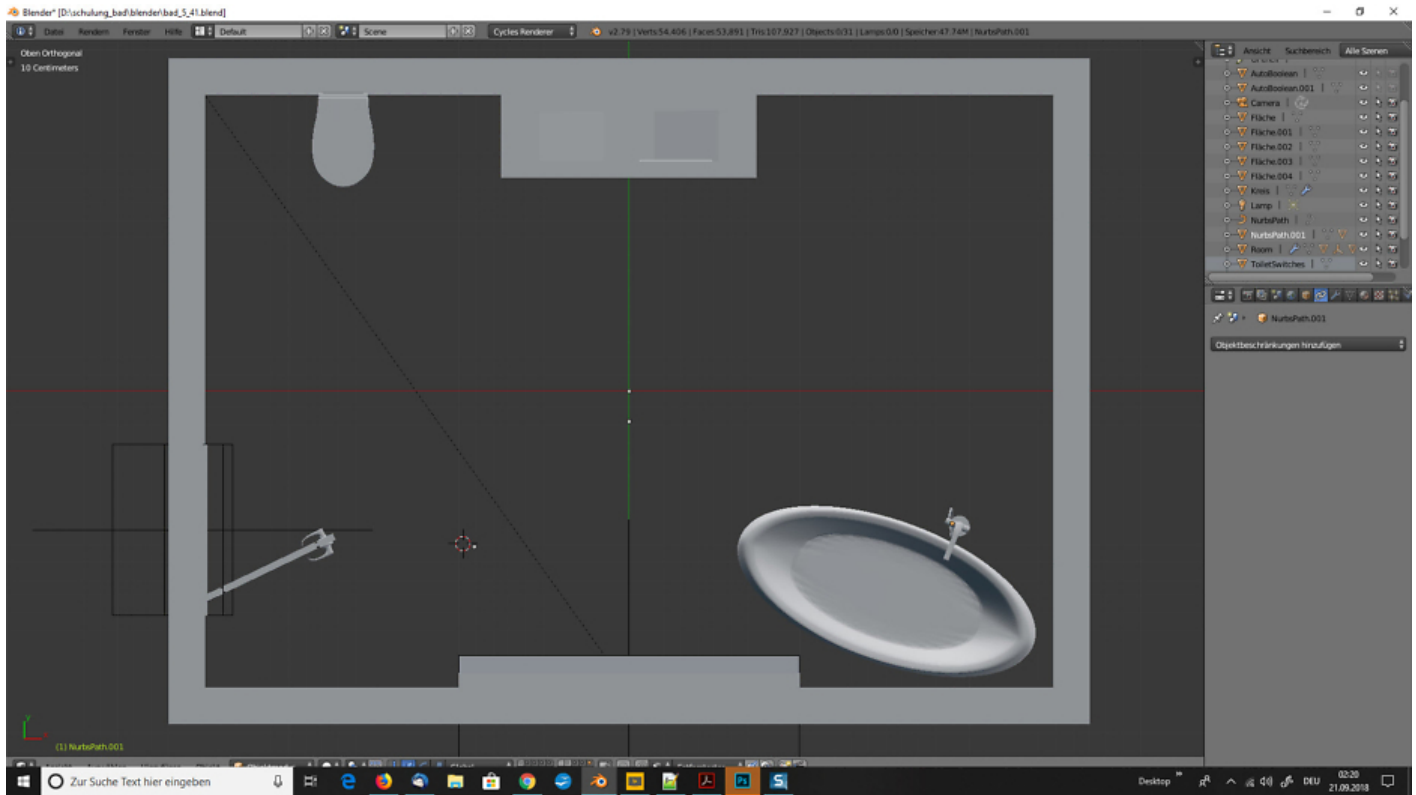 Blender* [D:\schulung_bad\blender\bad_5_41.blend]
Datei Rendern Fenster Hilfe Default Scene Cycles Renderer v2.79 | Verts:54,406 | Faces:53,891 | Tris:107,927 | Objects:0/31 | Lamps:0/0 | Speicher:47.74M | NurbsPath.001
Oben Orthogonal
10 Centimeters
Ansicht Suchbereich Alle Szenen
AutoBoolean
AutoBoolean.001
Camera
Fläche
Fläche.001
Fläche.002
Fläche.003
Fläche.004
Kreis
Lamp
NurbsPath
NurbsPath.001
Room
ToiletSwitches
NurbsPath.001
Objektbeschränkungen hinzufügen
y
(1) NurbsPath.001
Global
Zur Suche Text hier eingeben
Desktop
DEU
02:20
21.09.2018